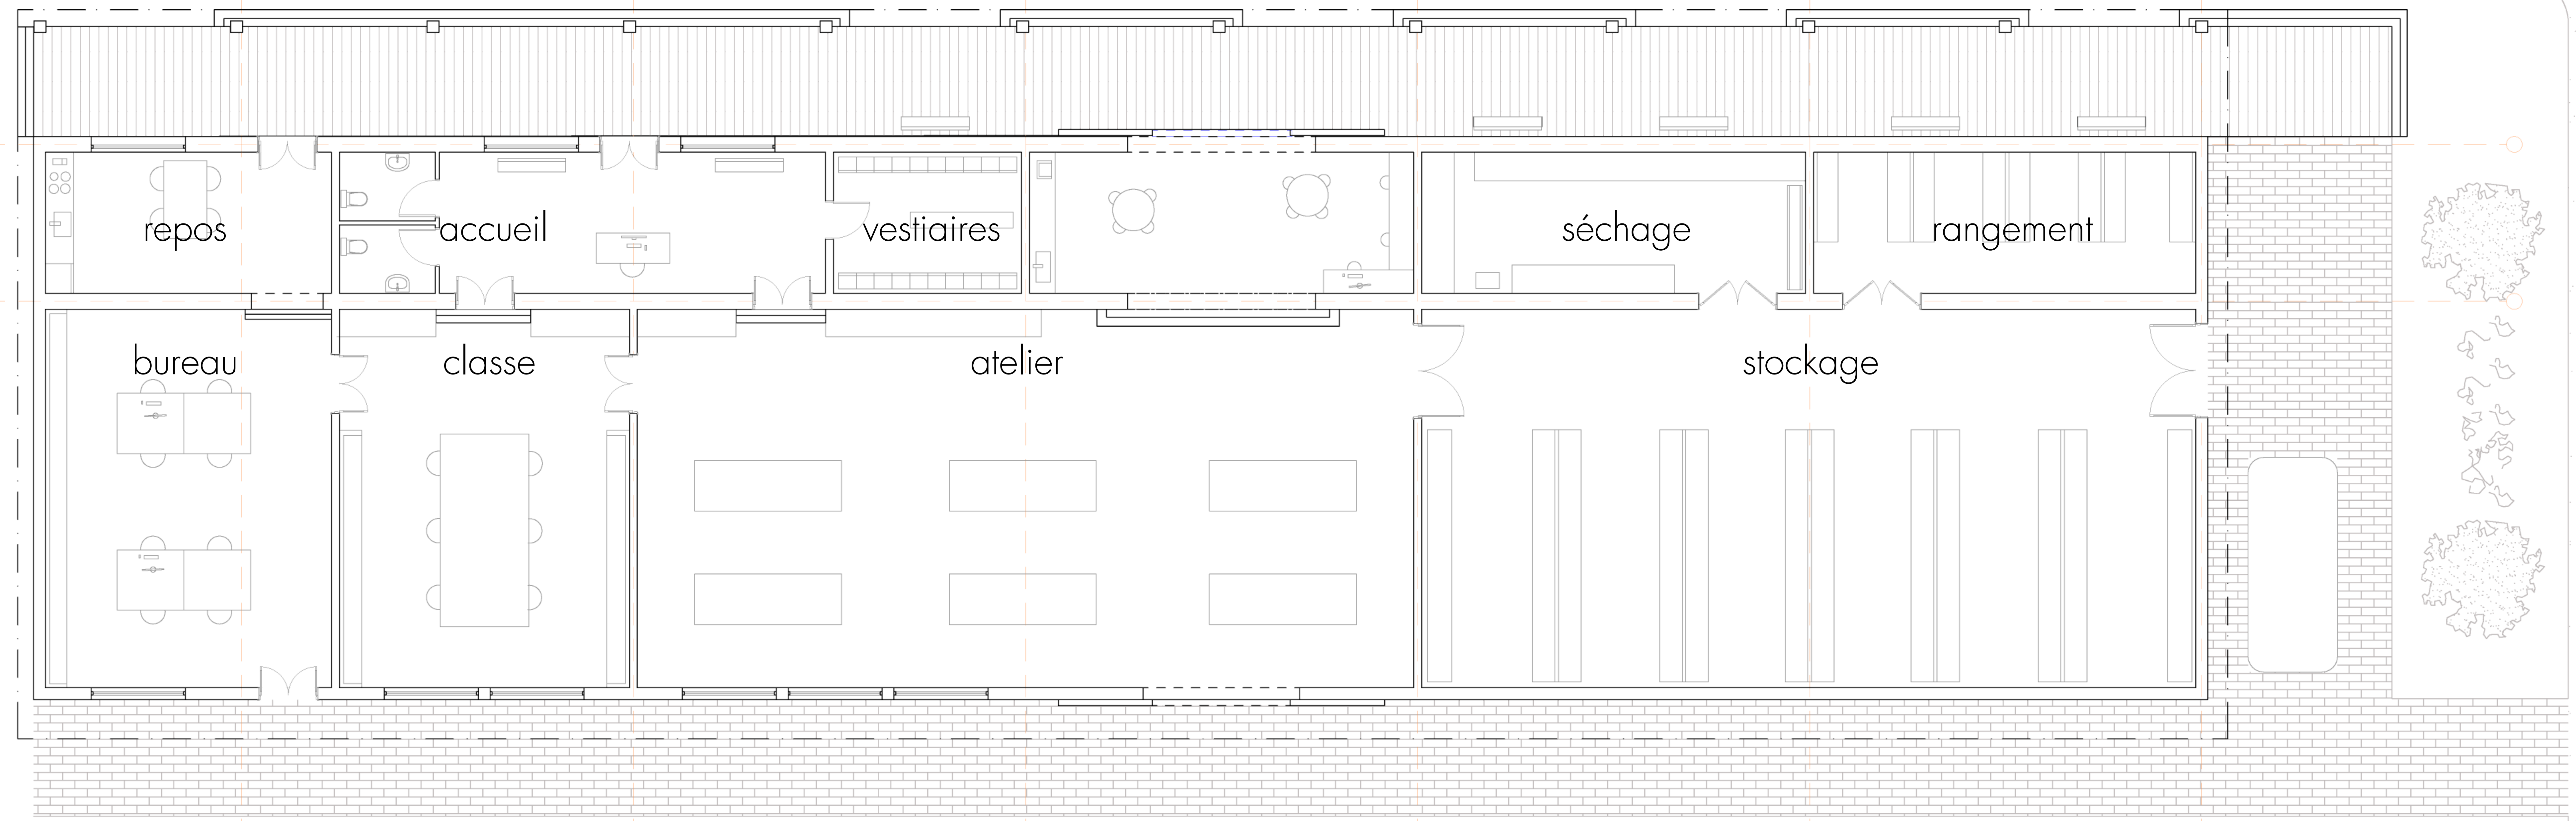 repos
accueil
vestiaires
séchage
rangement
bureau
classe
atelier
stockage